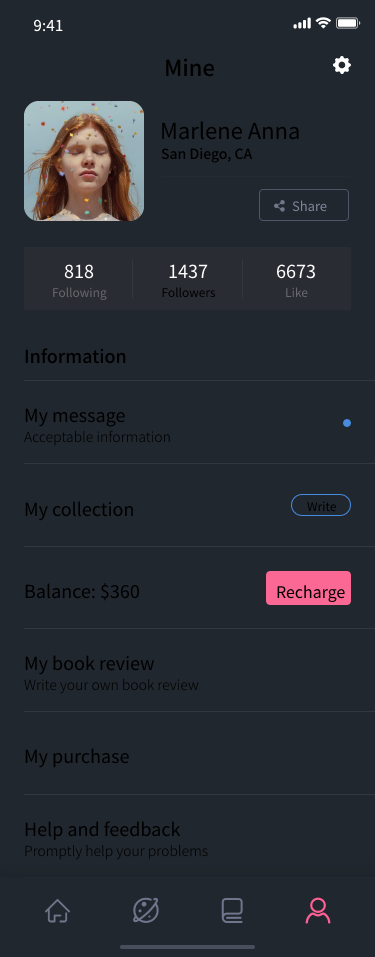 9:41
Mine
Marlene Anna
San Diego, CA
Share
818
1437
6673
Following
Followers
Like
Information
My message
Acceptable information
My collection
Write
Balance: $360
Recharge
My book review
Write your own book review
My purchase
Help and feedback
Promptly help your problems